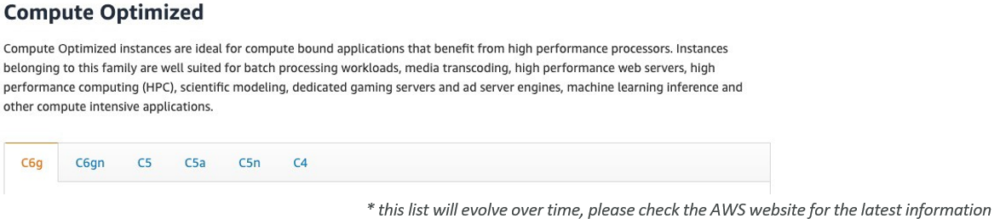 Compute Optimized
Compute Optimized instances are ideal for compute bound applications that benefit from high performance processors. Instances
belonging to this family are well suited for batch processing workloads, media transcoding, high performance web servers, high
performance computing (HPC), scientific modeling, dedicated gaming servers and ad server engines, machine learning inference and
other compute intensive applications.
C6g C6gn C5 C5a C5n C4
* this list will evolve over time, please check the AWS website for the latest information